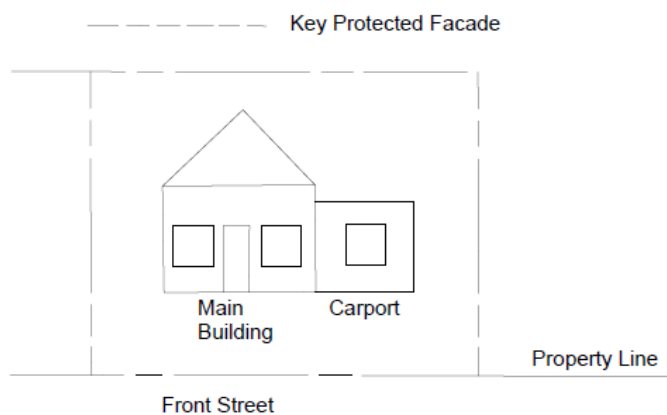 Key Protected Facade
Main
Building
Carport
Property Line
Front Street